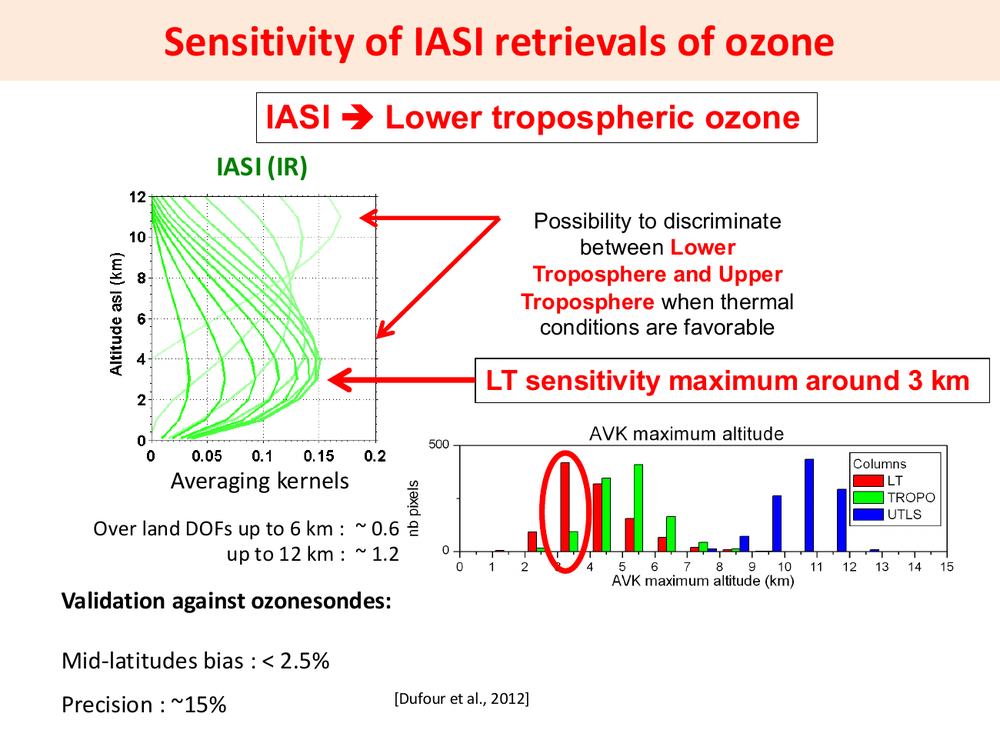 Sensitivity of IASI retrievals of ozone
IASI ➔ Lower tropospheric ozone
IASI (IR)
12
10
8
6
4
2
0
Altitude asl (km)
0 0.05 0.1 0.15 0.2
Averaging kernels
Possibility to discriminate
between Lower
Troposphere and Upper
Troposphere when thermal
conditions are favorable
LT sensitivity maximum around 3 km
AVK maximum altitude
500
0
nb pixels
Columns
LT
TROPO
UTLS
0 1 2 3 4 5 6 7 8 9 10 11 12 13 14 15
AVK maximum altitude (km)
Over land DOFs up to 6 km : ~ 0.6
up to 12 km : ~ 1.2
Validation against ozonesondes:
Mid-latitudes bias : < 2.5%
Precision : ~15%
[Dufour et al., 2012]